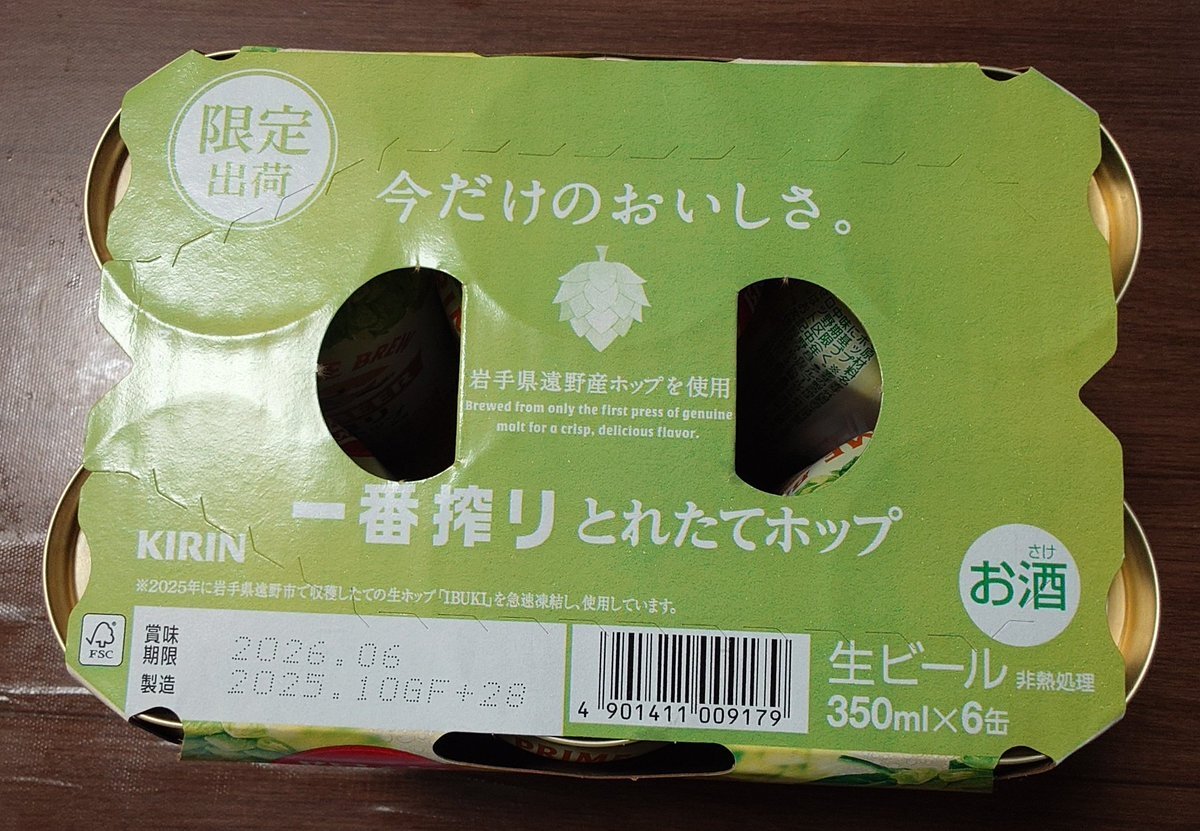 限定
出荷
今だけのおいしさ。
岩手県遠野産ホップを使用
Brewed from only the first press of genuine
malt for a crisp, delicious flavor.
一番搾り とれたてホップ
KIRIN
さけ
お酒
※2025年に岩手県遠野市で収穫したての生ホップ「IBUKI」を急速凍結し、使用しています。
FSC
賞味
期限
2026.06
製造
2025.10GF+28
4 901411 009179
生ビール 非熱処理
350ml×6缶
BREW
PRIM